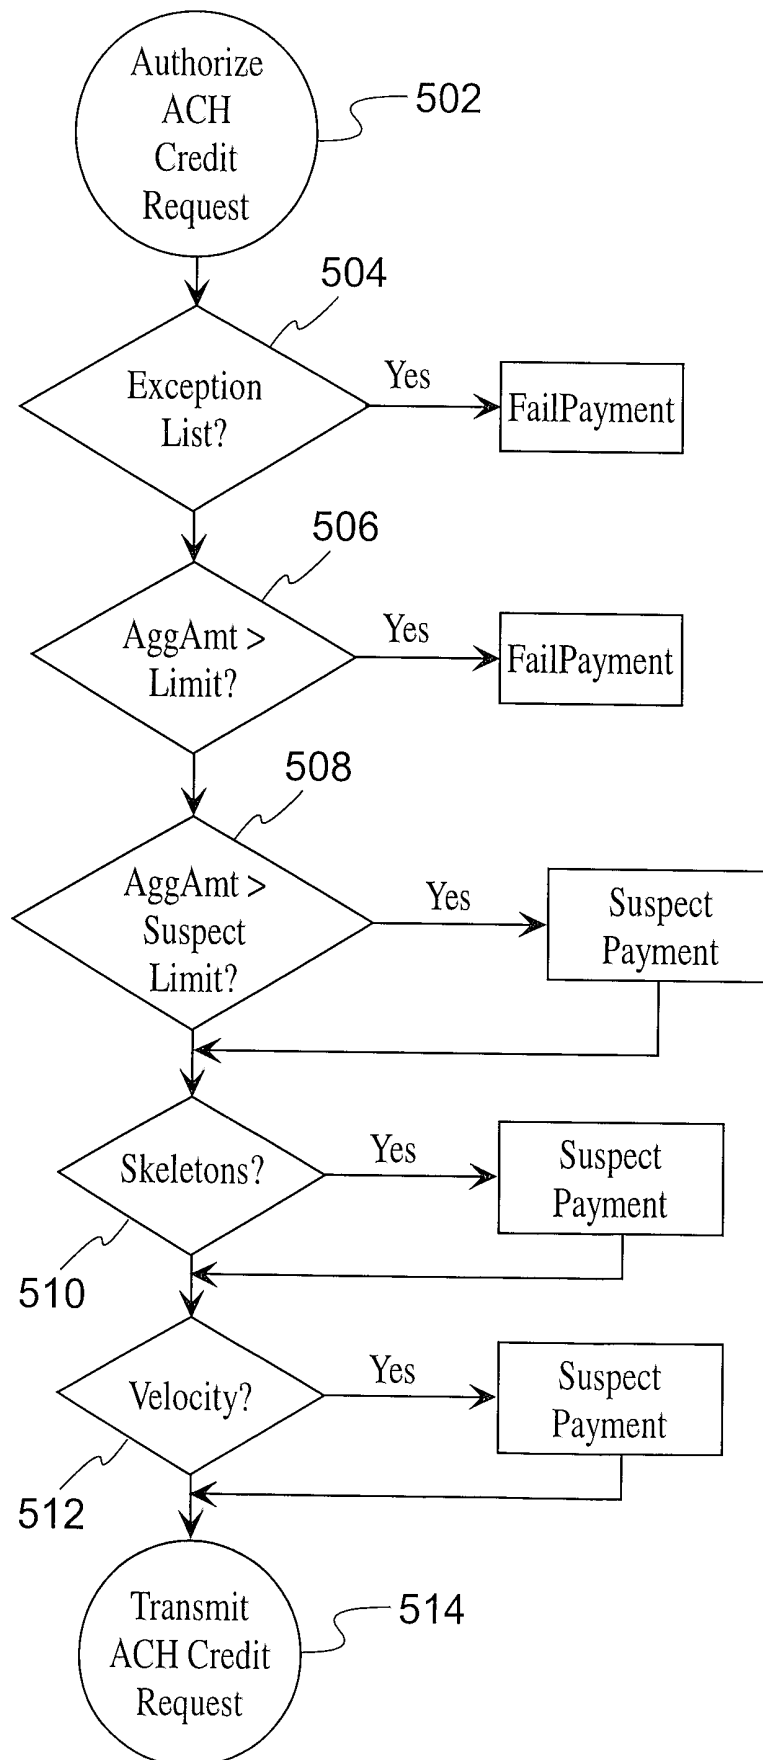 Authorize
ACH
Credit
Request
502
504
Exception
List?
Yes
FailPayment
506
AggAmt >
Limit?
Yes
FailPayment
508
AggAmt >
Suspect
Limit?
Yes
Suspect
Payment
Skeletons?
Yes
Suspect
Payment
510
Velocity?
Yes
Suspect
Payment
512
Transmit
ACH Credit
Request
514